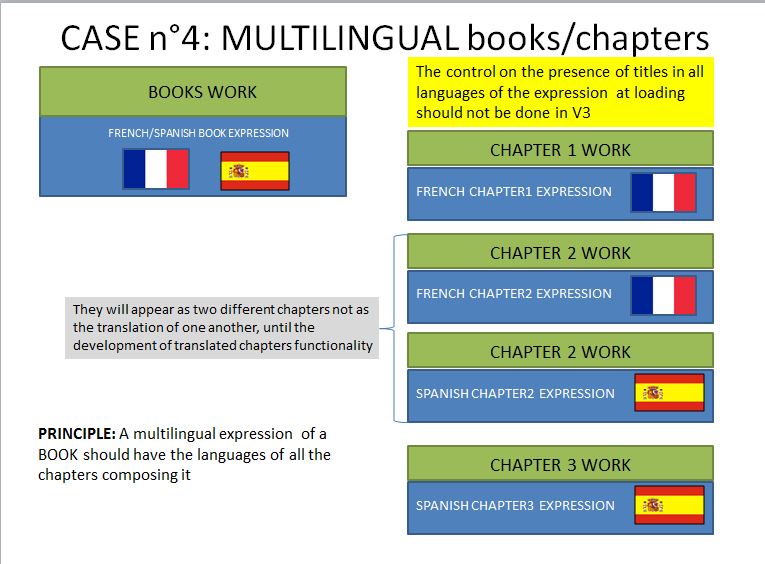 CASE n°4: MULTILINGUAL books/chapters
BOOKS WORK
FRENCH/SPANISH BOOK EXPRESSION
The control on the presence of titles in all
languages of the expression at loading
should not be done in V3
CHAPTER 1 WORK
FRENCH CHAPTER1 EXPRESSION
CHAPTER 2 WORK
FRENCH CHAPTER2 EXPRESSION
They will appear as two different chapters not as
the translation of one another, until the
development of translated chapters functionality
CHAPTER 2 WORK
SPANISH CHAPTER2 EXPRESSION
PRINCIPLE: A multilingual expression of a
BOOK should have the languages of all the
chapters composing it
CHAPTER 3 WORK
SPANISH CHAPTER3 EXPRESSION